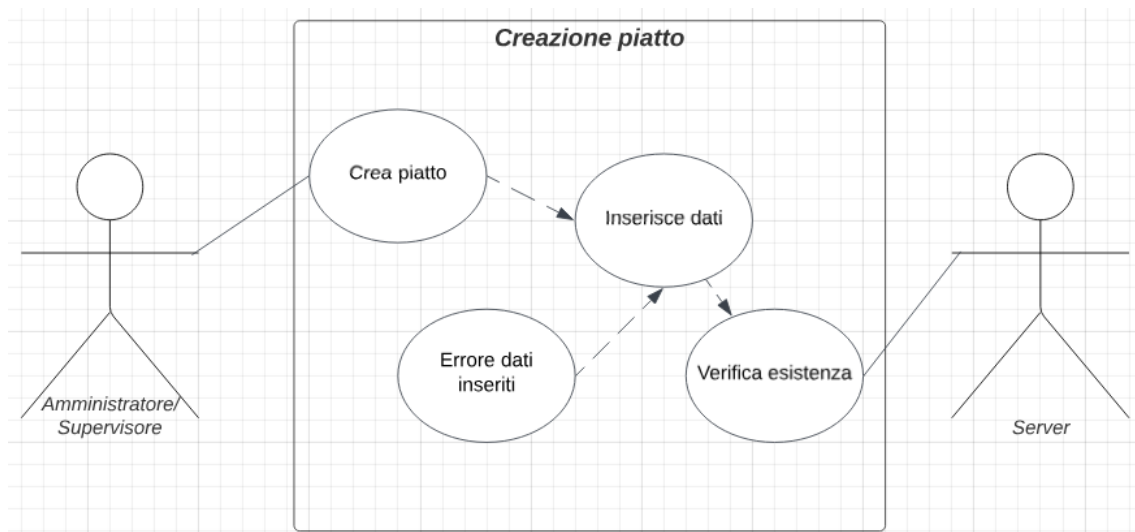 Creazione piatto
Crea piatto
Inserisce dati
Errore dati
inseriti
Verifica esistenza
Amministratore/
Supervisore
Server